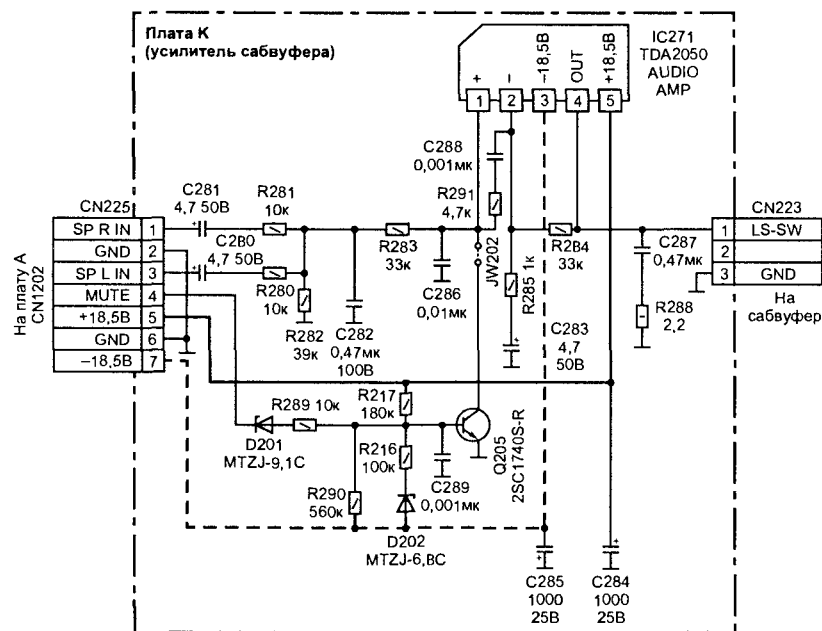 Плата К
(усилитель сабвуфера)
IC271
TDA2050
AUDIO
AMP
+
–
–18,5В
OUT
+18,5В
1
2
3
4
5
C288
0,001мк
R291
4,7к
C281
4,7 50В
R281
10к
CN225
SP R IN 1
GND 2
SP L IN 3
MUTE 4
+18,5В 5
GND 6
–18,5В 7
На плату А
CN1202
C2B0
4,7 50В
R280
10к
R282
39к
C282
0,47мк
100В
R283
33к
C286
0,01мк
JW202
R285 1к
R2B4
33к
C283
4,7
50В
C287
0,47мк
R288
2,2
CN223
1 LS-SW
2
3 GND
На
сабвуфер
R217
180к
R289 10к
D201
MTZJ-9,1C
R216
100к
R290
560к
C289
0,001мк
Q205
2SC1740S-R
D202
MTZJ-6,BC
C285
1000
25В
C284
1000
25В